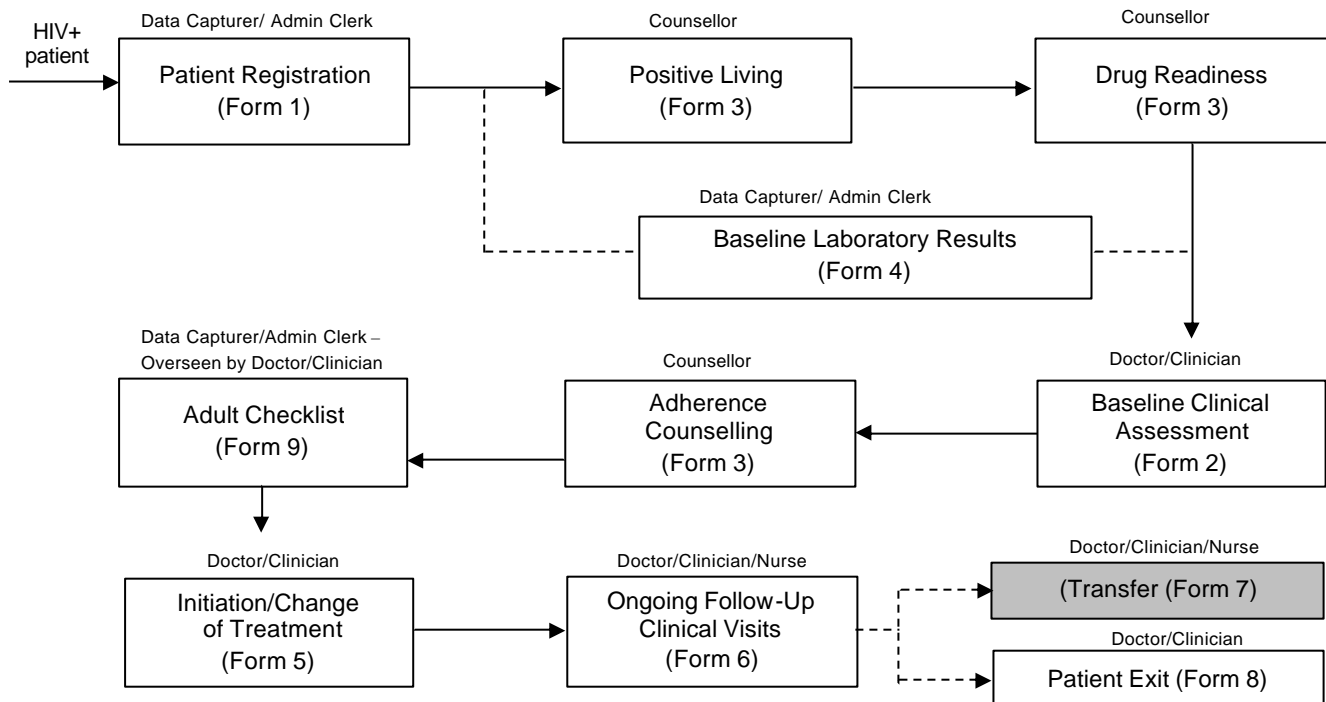 HIV+
patient
Data Capturer/ Admin Clerk
Patient Registration
(Form 1)
Counsellor
Positive Living
(Form 3)
Counsellor
Drug Readiness
(Form 3)
Data Capturer/ Admin Clerk
Baseline Laboratory Results
(Form 4)
Data Capturer/Admin Clerk –
Overseen by Doctor/Clinician
Adult Checklist
(Form 9)
Counsellor
Adherence
Counselling
(Form 3)
Doctor/Clinician
Baseline Clinical
Assessment
(Form 2)
Doctor/Clinician
Initiation/Change
of Treatment
(Form 5)
Doctor/Clinician/Nurse
Ongoing Follow-Up
Clinical Visits
(Form 6)
Doctor/Clinician/Nurse
(Transfer (Form 7)
Doctor/Clinician
Patient Exit (Form 8)